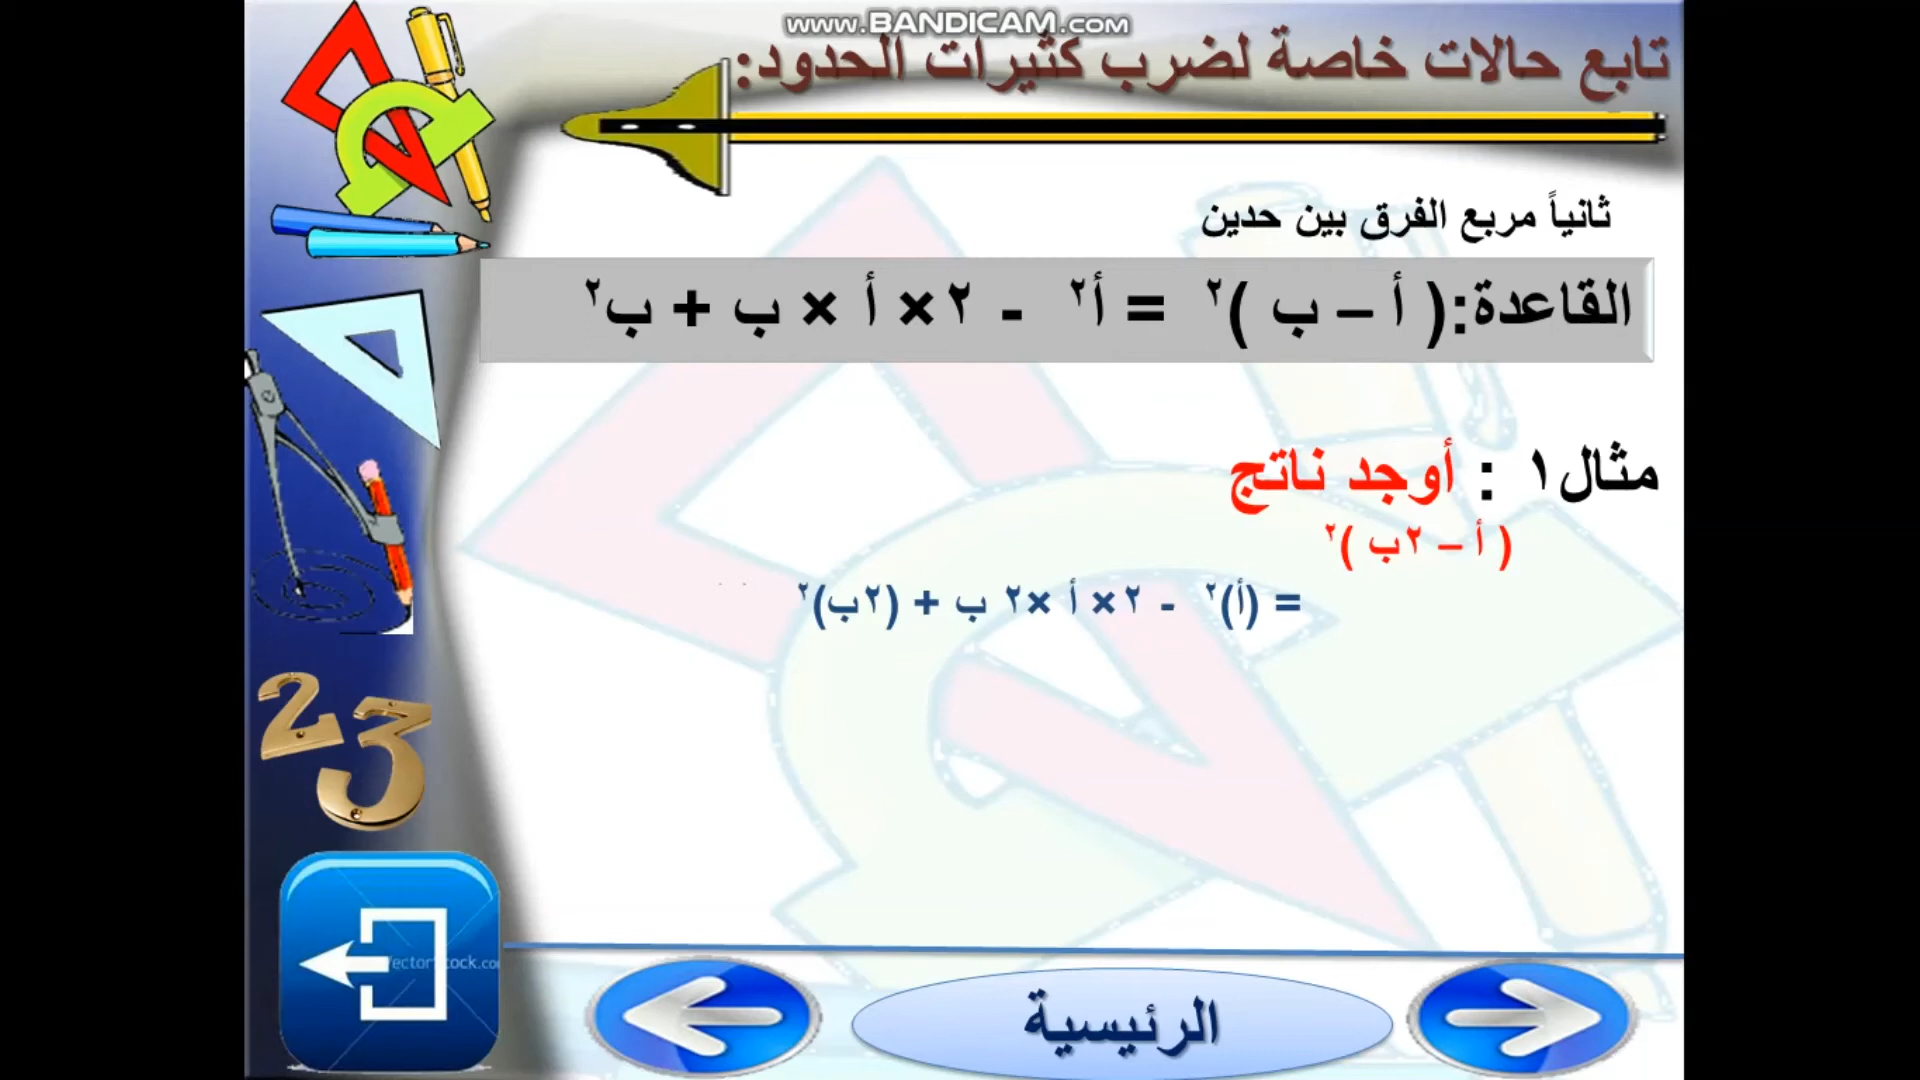 www.BANDICAM.com
تابع حالات خاصة لضرب كثيرات الحدود:
ثانياً مربع الفرق بين حدين
القاعدة:( أ – ب )٢ = أ٢ - ٢× أ × ب + ب٢
مثال١ : أوجد ناتج
( أ – ٢ب )٢
= (أ)٢ - ٢× أ ×٢ ب + (٢ب)٢
الرئيسية